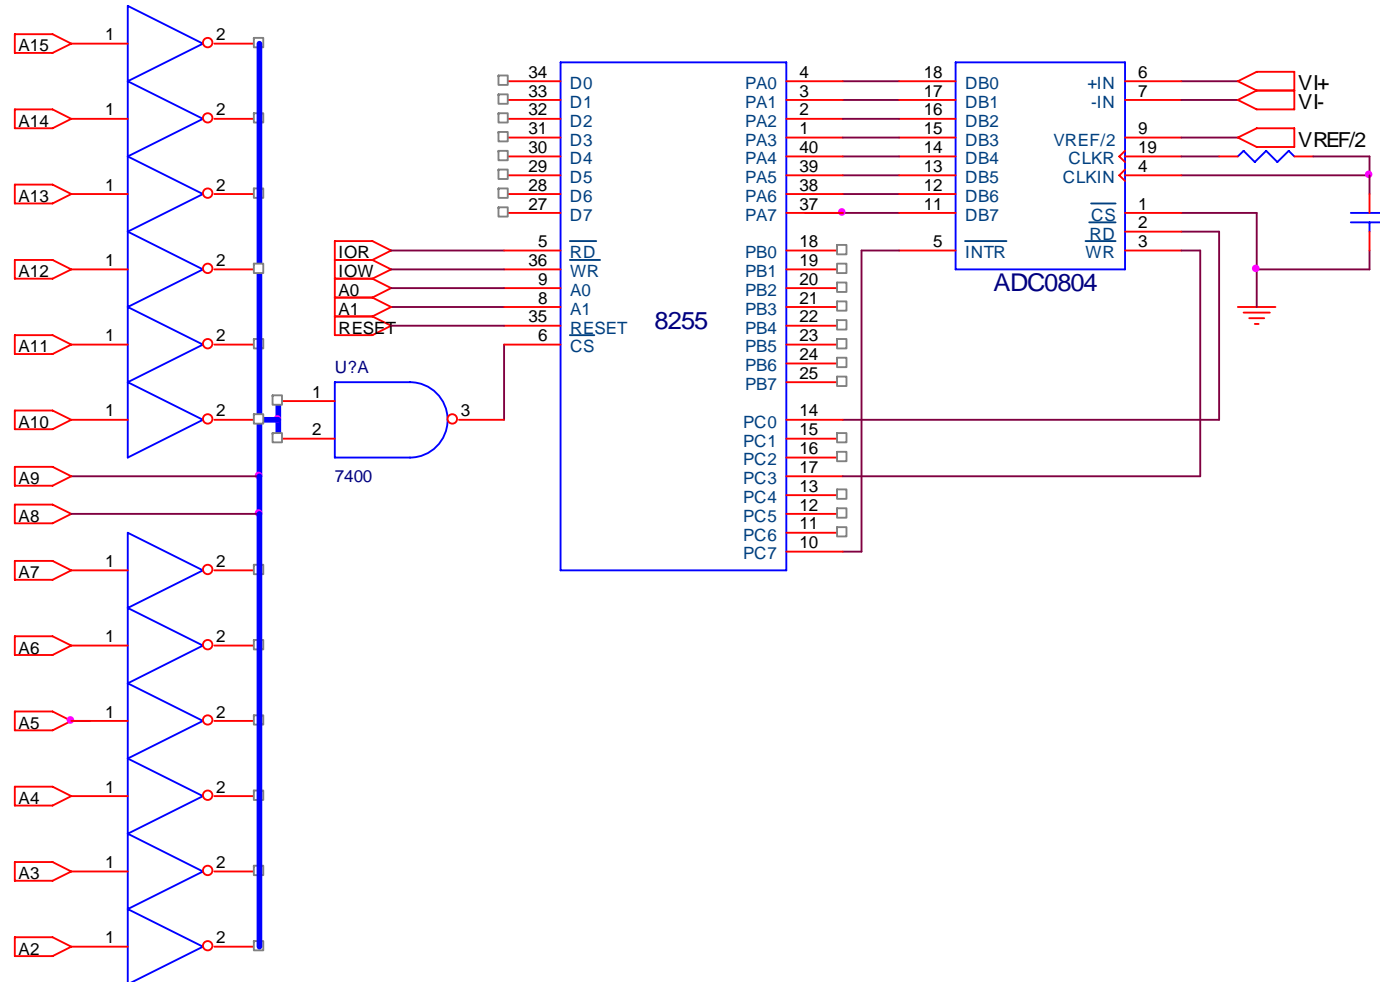 A15 1 2
A14 1 2
A13 1 2
A12 1 2
A11 1 2
A10 1 2
A9
A8
A7 1 2
A6 1 2
A5 1 2
A4 1 2
A3 1 2
A2 1 2
U?A
1
2
3
7400
IOR
IOW
A0
A1
RESET
34 D0
33 D1
32 D2
31 D3
30 D4
29 D5
28 D6
27 D7
5 RD
36 WR
9 A0
8 A1
35 RESET
6 CS
8255
PA0 4
PA1 3
PA2 2
PA3 1
PA4 40
PA5 39
PA6 38
PA7 37
PB0 18
PB1 19
PB2 20
PB3 21
PB4 22
PB5 23
PB6 24
PB7 25
PC0 14
PC1 15
PC2 16
PC3 17
PC4 13
PC5 12
PC6 11
PC7 10
18 DB0
17 DB1
16 DB2
15 DB3
14 DB4
13 DB5
12 DB6
11 DB7
5 INTR
+IN 6
-IN 7
VREF/2 9
CLKR 19
CLKIN 4
CS 1
RD 2
WR 3
ADC0804
VI+
VI-
VREF/2